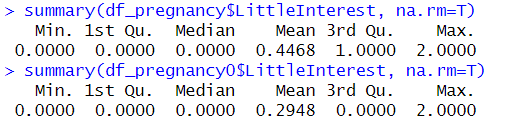 > summary(df_pregnancy$LittleInterest, na.rm=T)
Min. 1st Qu. Median Mean 3rd Qu. Max.
0.0000 0.0000 0.0000 0.4468 1.0000 2.0000
> summary(df_pregnancy0$LittleInterest, na.rm=T)
Min. 1st Qu. Median Mean 3rd Qu. Max.
0.0000 0.0000 0.0000 0.2948 0.0000 2.0000